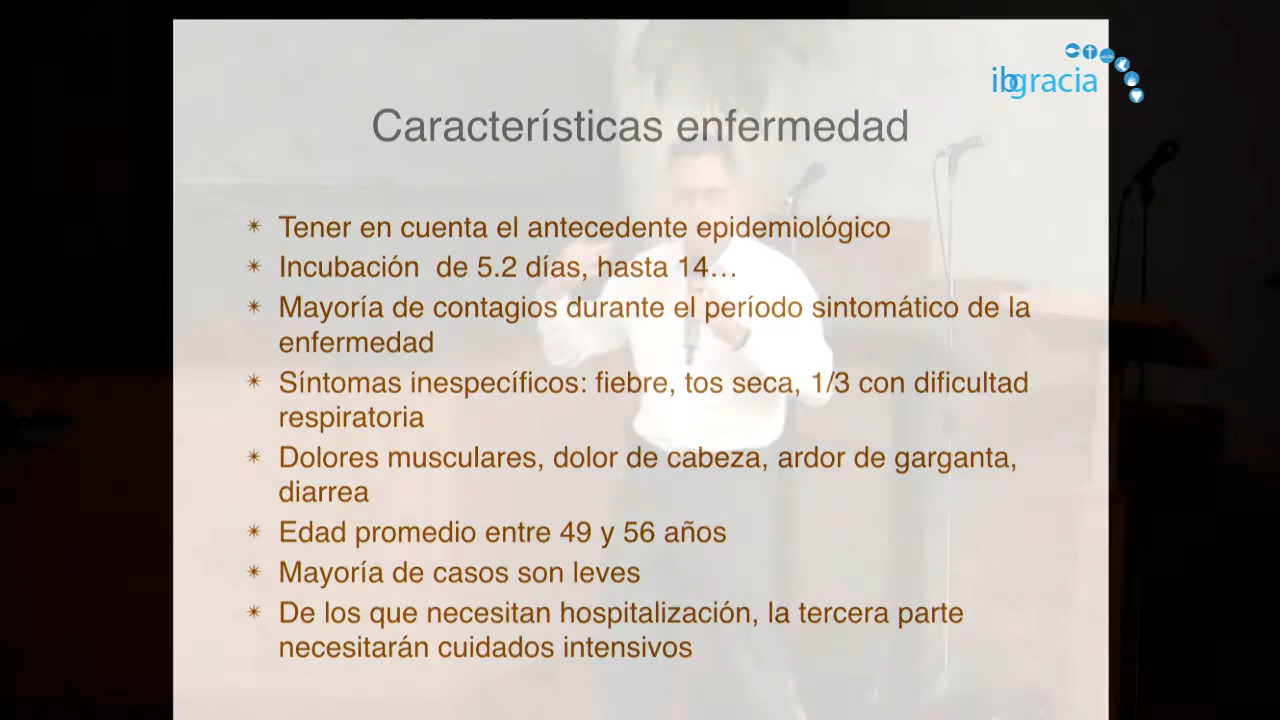 ibgracia
Características enfermedad
✴ Tener en cuenta el antecedente epidemiológico
✴ Incubación de 5.2 días, hasta 14…
✴ Mayoría de contagios durante el período sintomático de la
enfermedad
✴ Síntomas inespecíficos: fiebre, tos seca, 1/3 con dificultad
respiratoria
✴ Dolores musculares, dolor de cabeza, ardor de garganta,
diarrea
✴ Edad promedio entre 49 y 56 años
✴ Mayoría de casos son leves
✴ De los que necesitan hospitalización, la tercera parte
necesitarán cuidados intensivos